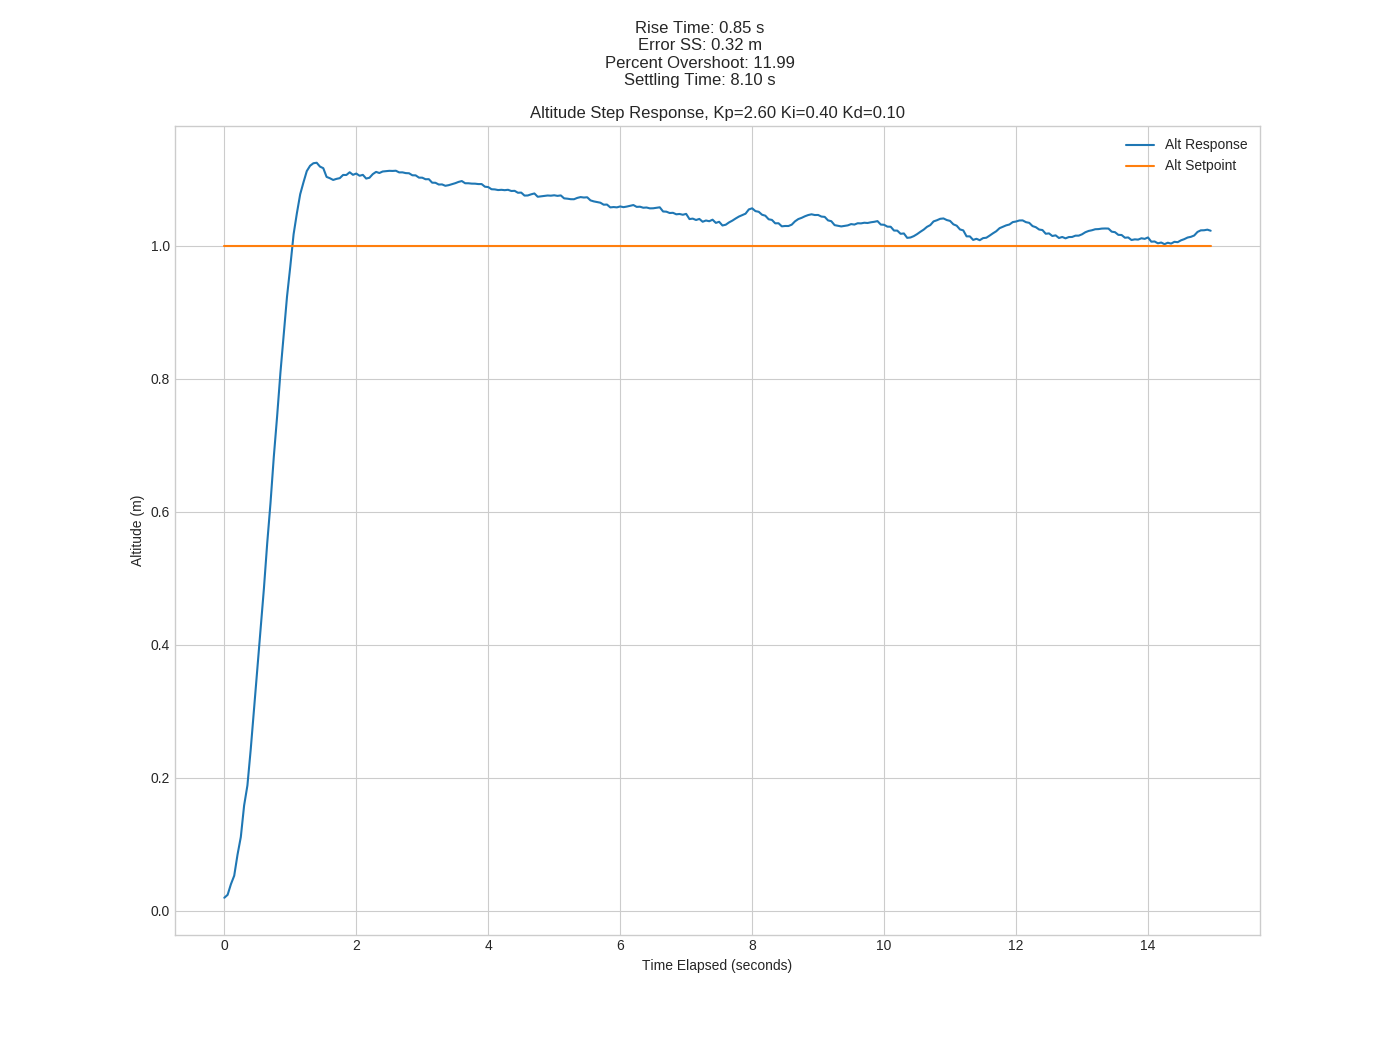 Rise Time: 0.85 s
Error SS: 0.32 m
Percent Overshoot: 11.99
Settling Time: 8.10 s
Altitude Step Response, Kp=2.60 Ki=0.40 Kd=0.10
Alt Response
Alt Setpoint
1.0
0.8
0.6
0.4
0.2
0.0
Altitude (m)
0 2 4 6 8 10 12 14
Time Elapsed (seconds)